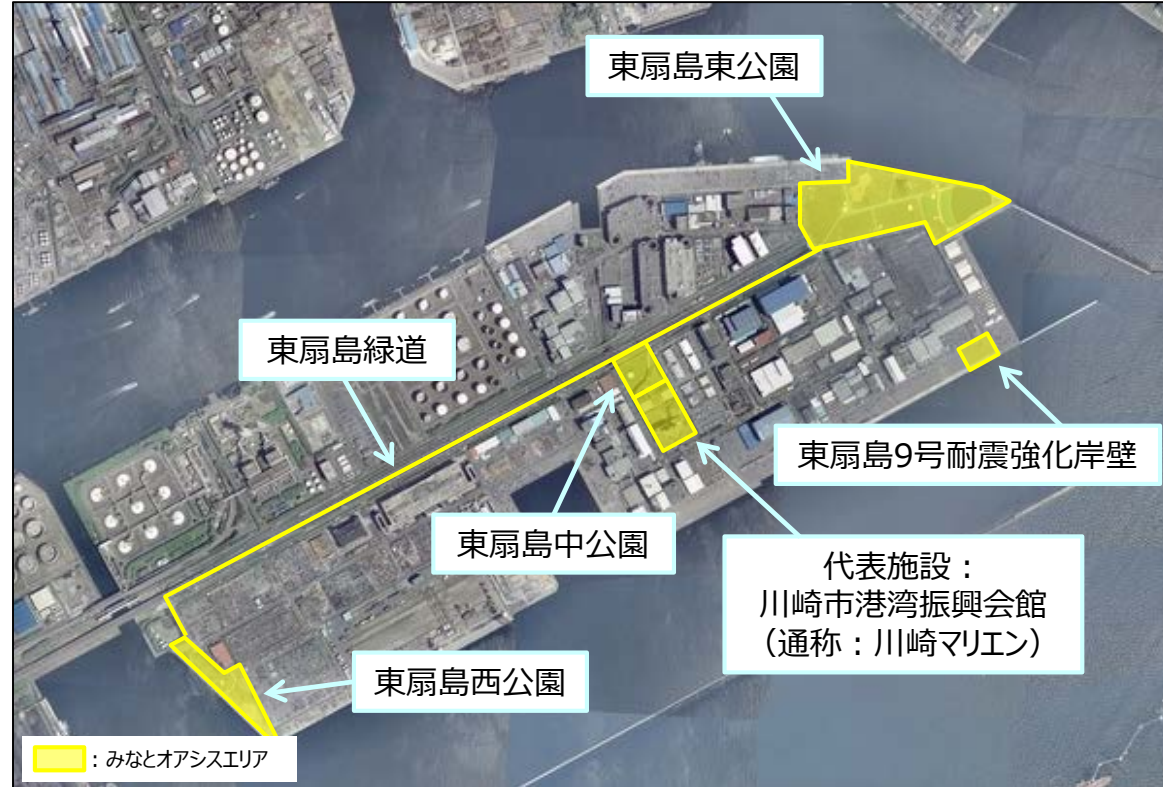 東扇島東公園
東扇島緑道
東扇島9号耐震強化岸壁
東扇島中公園
代表施設：
川崎市港湾振興会館
（通称：川崎マリエン）
東扇島西公園
：みなとオアシスエリア